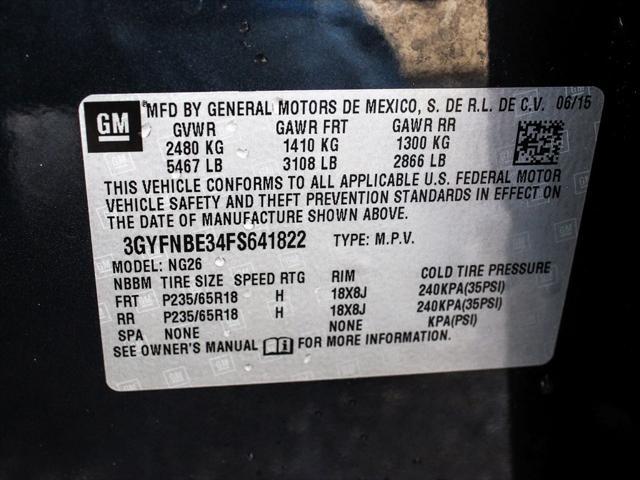 GM ®MFD BY GENERAL MOTORS DE MEXICO, S. DE R.L. DE C.V. 06/15
GVWR GAWR FRT GAWR RR
2480 KG 1410 KG 1300 KG
5467 LB 3108 LB 2866 LB
THIS VEHICLE CONFORMS TO ALL APPLICABLE U.S. FEDERAL MOTOR
VEHICLE SAFETY AND THEFT PREVENTION STANDARDS IN EFFECT ON
THE DATE OF MANUFACTURE SHOWN ABOVE.
3GYFNBE34FS641822 TYPE: M.P.V.
MODEL: NG26
NBBM TIRE SIZE SPEED RTG RIM COLD TIRE PRESSURE
FRT P235/65R18 H 18X8J 240KPA(35PSI)
RR P235/65R18 H 18X8J 240KPA(35PSI)
SPA NONE NONE KPA(PSI)
SEE OWNER'S MANUAL FOR MORE INFORMATION.